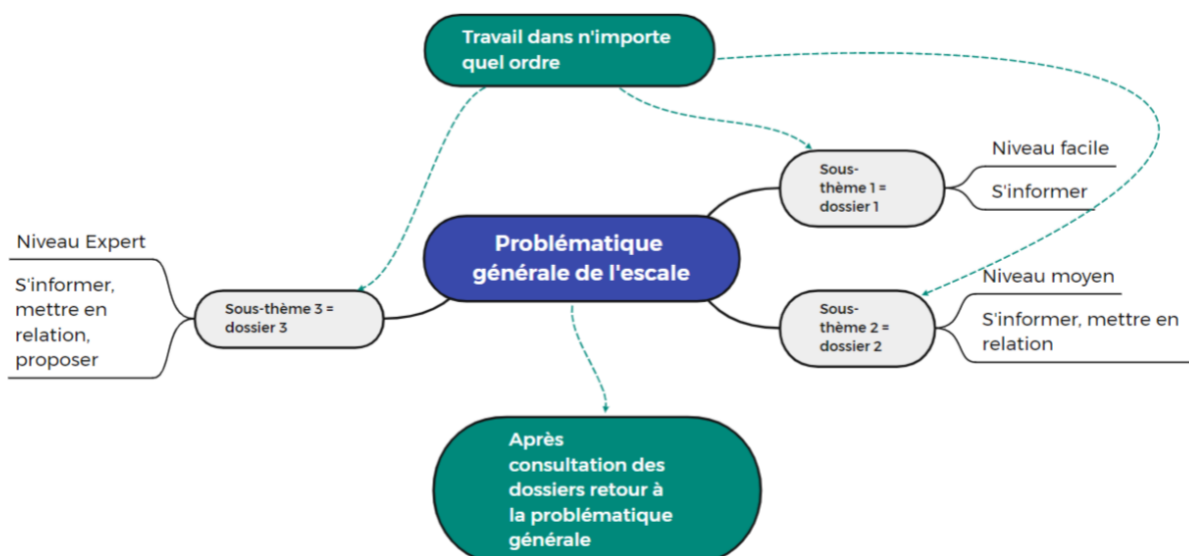 Travail dans n'importe
quel ordre
Niveau facile
S'informer
Sous-
thème 1 =
dossier 1
Problématique
générale de l'escale
Niveau Expert
S'informer,
mettre en
relation,
proposer
Sous-thème 3 =
dossier 3
Niveau moyen
S'informer, mettre en
relation
Sous-
thème 2 =
dossier 2
Après
consultation des
dossiers retour à
la problématique
générale